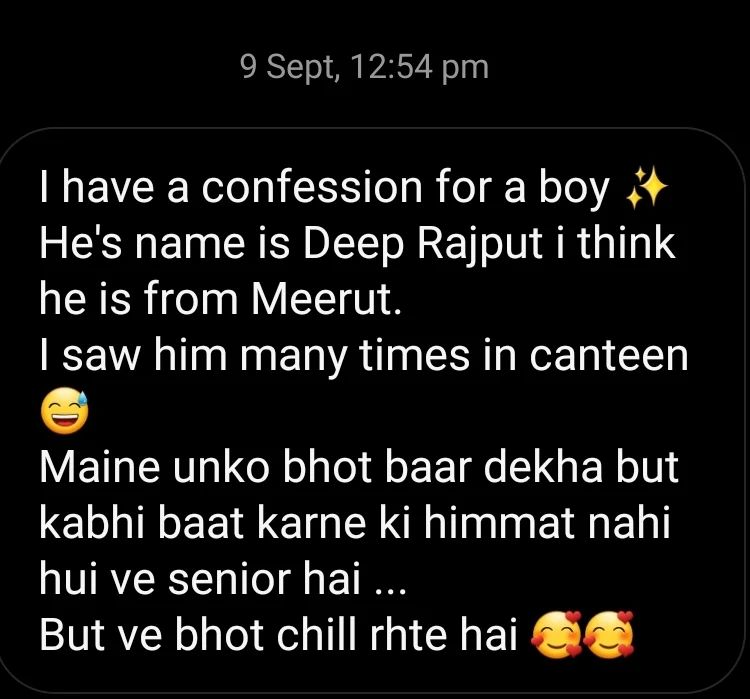 9 Sept, 12:54 pm
I have a confession for a boy ✨
He's name is Deep Rajput i think
he is from Meerut.
I saw him many times in canteen
😅
Maine unko bhot baar dekha but
kabhi baat karne ki himmat nahi
hui ve senior hai ...
But ve bhot chill rhte hai 🥰🥰